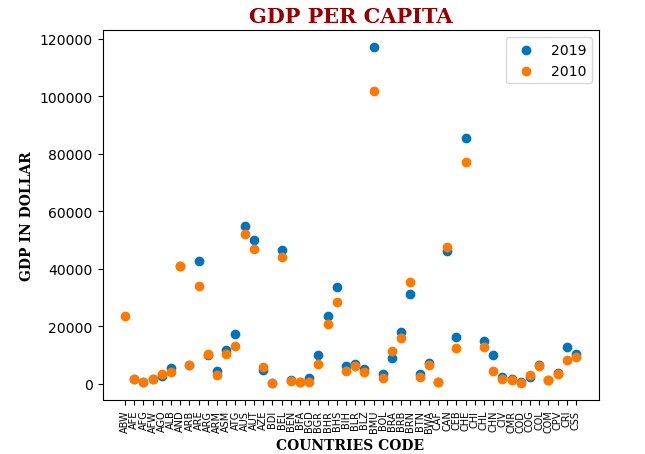 GDP PER CAPITA
2019
2010
120000
100000
80000
60000
40000
20000
0
GDP IN DOLLAR
ABW
AFE
AFG
AFW
AGO
ALB
AND
ARB
ARE
ARG
ARM
ASM
ATG
AUS
AUT
AZE
BDI
BEL
BEN
BFA
BGD
BGR
BHR
BHS
BIH
BLR
BLZ
BMU
BOL
BRA
BRB
BRN
BTN
BWA
CAF
CAN
CEB
CHE
CHI
CHL
CHN
CIV
CMR
COD
COG
COL
COM
CPV
CRI
CSS
COUNTRIES CODE